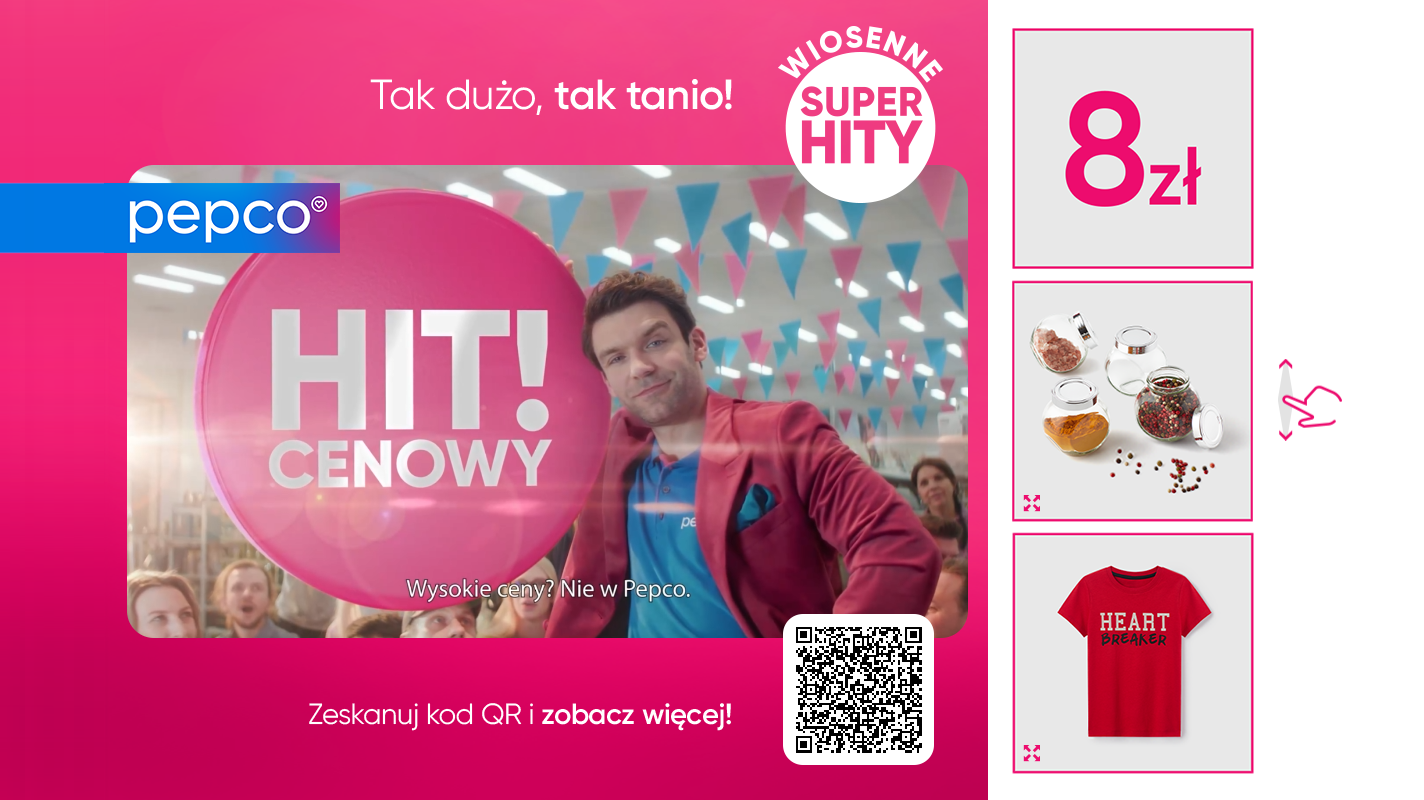 Tak dużo, tak tanio!
WIOSENNE
SUPER
HITY
pepco
HIT!
CENOWY
pe
Wysokie ceny? Nie w Pepco.
Zeskanuj kod QR i zobacz więcej!
8zł
HEART
BREAKER